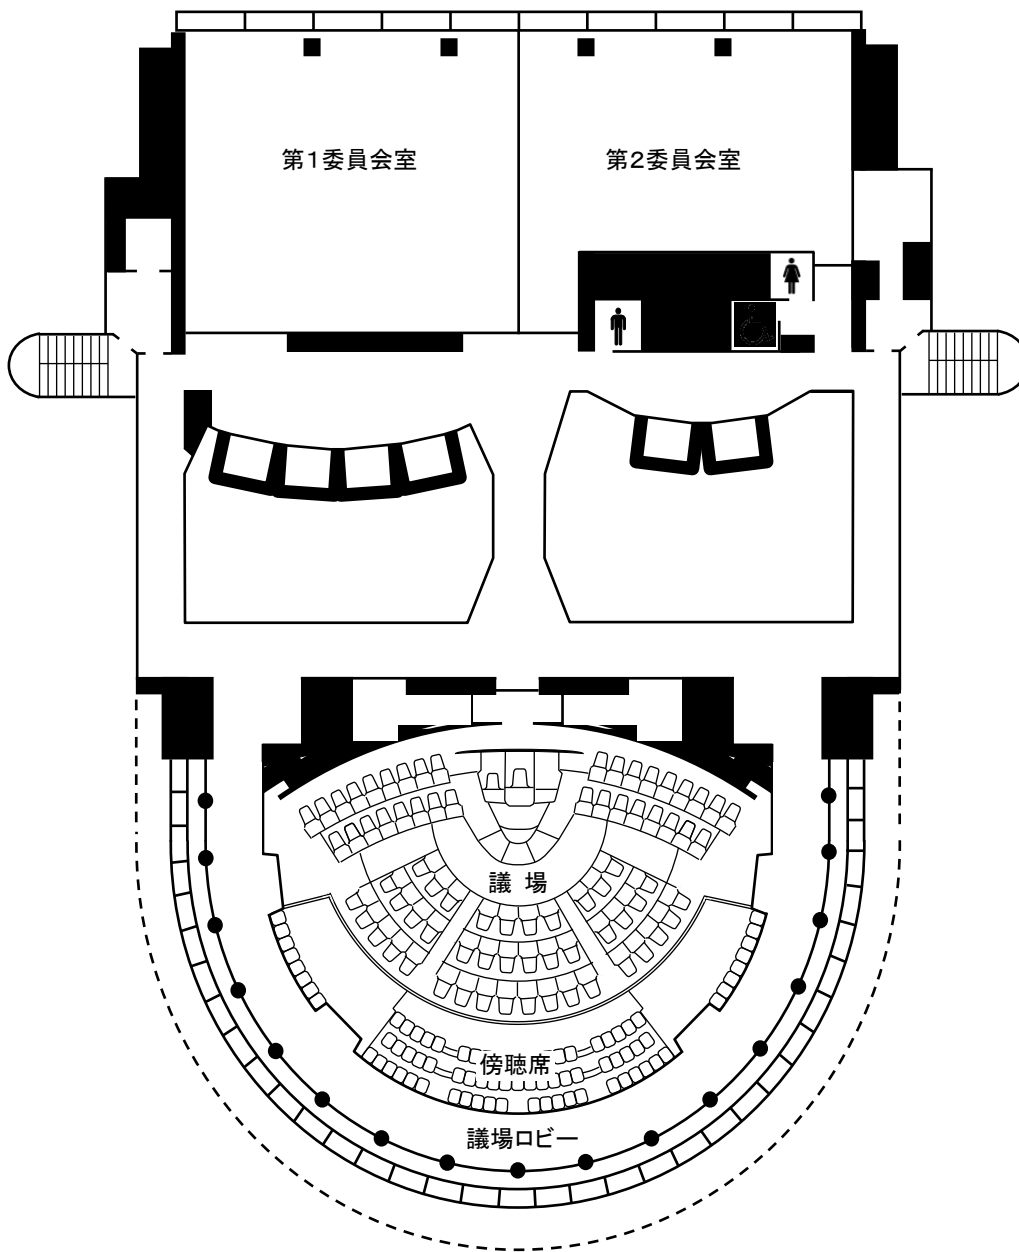 第1委員会室
第2委員会室
議 場
傍聴席
議場ロビー